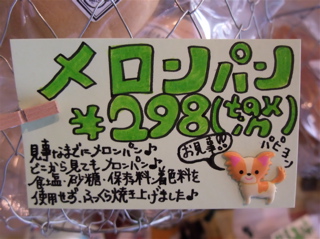 メロンパン
¥298(
お見事!!
パピヨン
見事なまでにメロンパン♪
どこから見てもメロンパン♪
食塩・砂糖・保存料・着色料を
使用せず、ふっくら焼き上げました♪